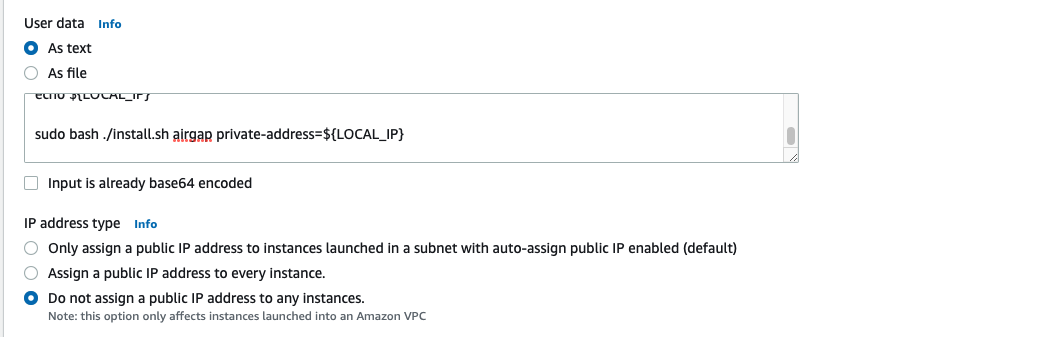 User data Info
As text
As file
echo ${LOCAL_IP}
sudo bash ./install.sh airgap private-address=${LOCAL_IP}
Input is already base64 encoded
IP address type Info
Only assign a public IP address to instances launched in a subnet with auto-assign public IP enabled (default)
Assign a public IP address to every instance.
Do not assign a public IP address to any instances.
Note: this option only affects instances launched into an Amazon VPC